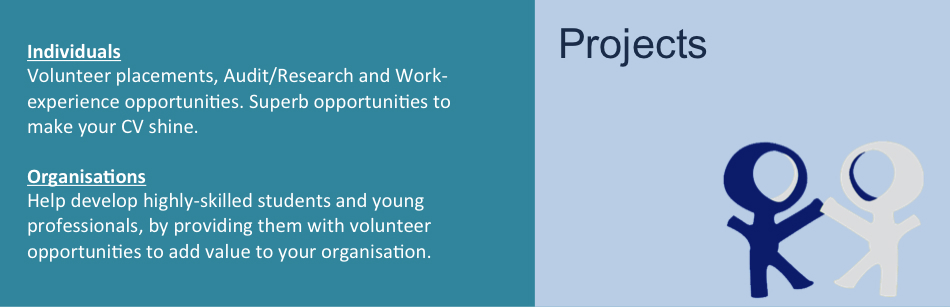 Individuals
Volunteer placements, Audit/Research and Work-
experience opportunities. Superb opportunities to
make your CV shine.
Organisations
Help develop highly-skilled students and young
professionals, by providing them with volunteer
opportunities to add value to your organisation.
Projects